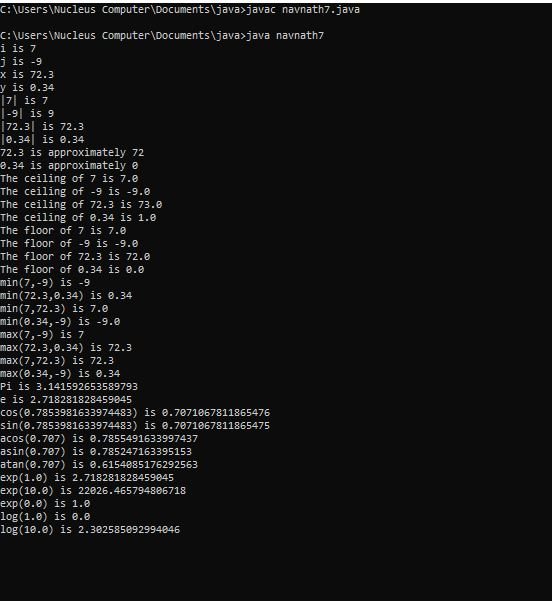 C:\Users\Nucleus Computer\Documents\java>javac navnath7.java
C:\Users\Nucleus Computer\Documents\java>java navnath7
i is 7
j is -9
x is 72.3
y is 0.34
|7| is 7
|-9| is 9
|72.3| is 72.3
|0.34| is 0.34
72.3 is approximately 72
0.34 is approximately 0
The ceiling of 7 is 7.0
The ceiling of -9 is -9.0
The ceiling of 72.3 is 73.0
The ceiling of 0.34 is 1.0
The floor of 7 is 7.0
The floor of -9 is -9.0
The floor of 72.3 is 72.0
The floor of 0.34 is 0.0
min(7,-9) is -9
min(72.3,0.34) is 0.34
min(7,72.3) is 7.0
min(0.34,-9) is -9.0
max(7,-9) is 7
max(72.3,0.34) is 72.3
max(7,72.3) is 72.3
max(0.34,-9) is 0.34
Pi is 3.141592653589793
e is 2.718281828459045
cos(0.7853981633974483) is 0.7071067811865476
sin(0.7853981633974483) is 0.7071067811865475
acos(0.707) is 0.7855491633997437
asin(0.707) is 0.785247163395153
atan(0.707) is 0.6154085176292563
exp(1.0) is 2.718281828459045
exp(10.0) is 22026.465794806718
exp(0.0) is 1.0
log(1.0) is 0.0
log(10.0) is 2.302585092994046